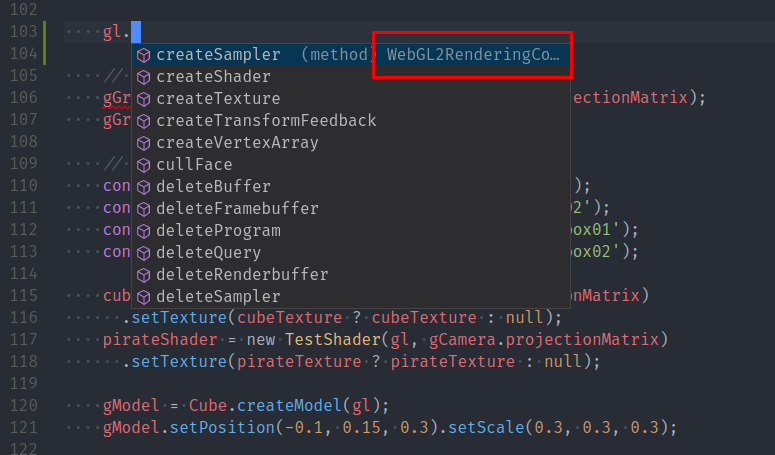 102
103 gl.
104 createSampler (method) WebGL2RenderingCo…
105 // createShader
106 gGr createTexture ectionMatrix);
107 gGr createTransformFeedback
108 createVertexArray
109 // cullFace
110 con deleteBuffer );
111 con deleteFramebuffer 02');
112 con deleteProgram box01');
113 con deleteQuery box02');
114 deleteRenderbuffer
115 cub deleteSampler onMatrix)
116 .setTexture(cubeTexture ? cubeTexture : null);
117 pirateShader = new TestShader(gl, gCamera.projectionMatrix)
118 .setTexture(pirateTexture ? pirateTexture : null);
119
120 gModel = Cube.createModel(gl);
121 gModel.setPosition(-0.1, 0.15, 0.3).setScale(0.3, 0.3, 0.3);
122